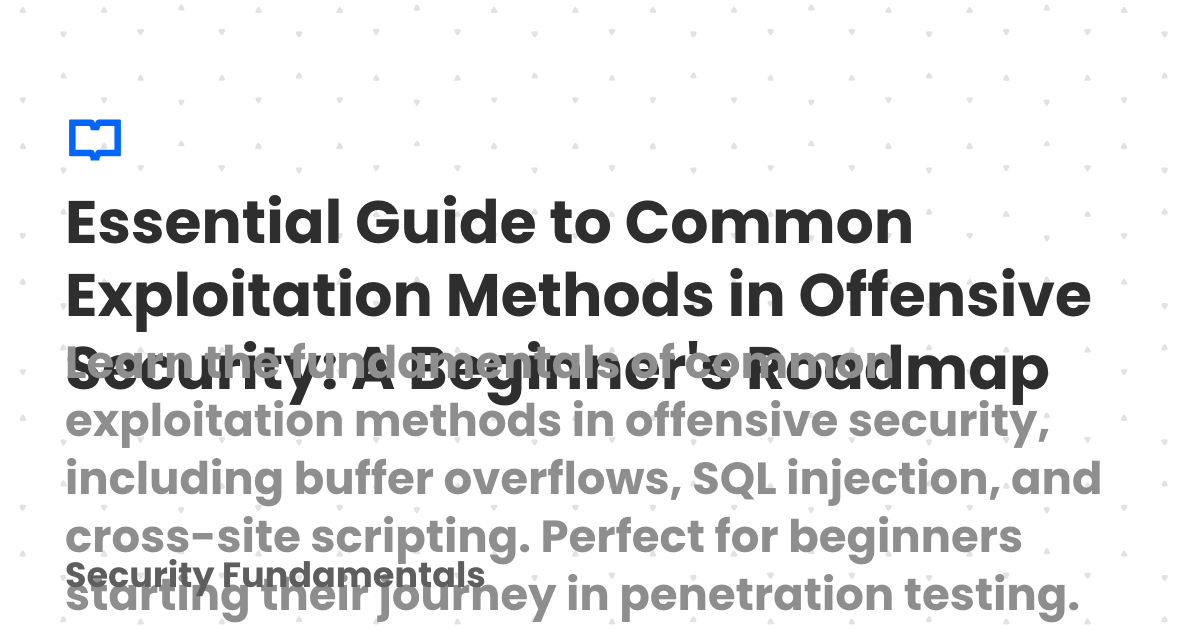 Essential Guide to Common
Exploitation Methods in Offensive
Security: A Beginner's Roadmap
Learn the fundamentals of common
exploitation methods in offensive security,
including buffer overflows, SQL injection, and
cross-site scripting. Perfect for beginners
Security Fundamentals
starting their journey in penetration testing.